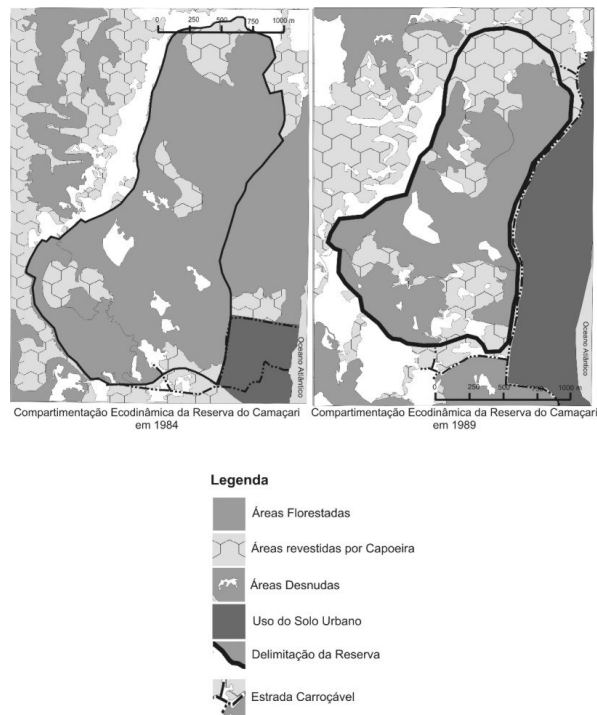 0 250 500 750 1000 m
Oceano Atlântico
Compartimentação Ecodinâmica da Reserva do Camaçari
em 1984
Oceano Atlântico
0 250 500 1000 m
Compartimentação Ecodinâmica da Reserva do Camaçari
em 1989
Legenda
Áreas Florestadas
Áreas revestidas por Capoeira
Áreas Desnudas
Uso do Solo Urbano
Delimitação da Reserva
Estrada Carroçável